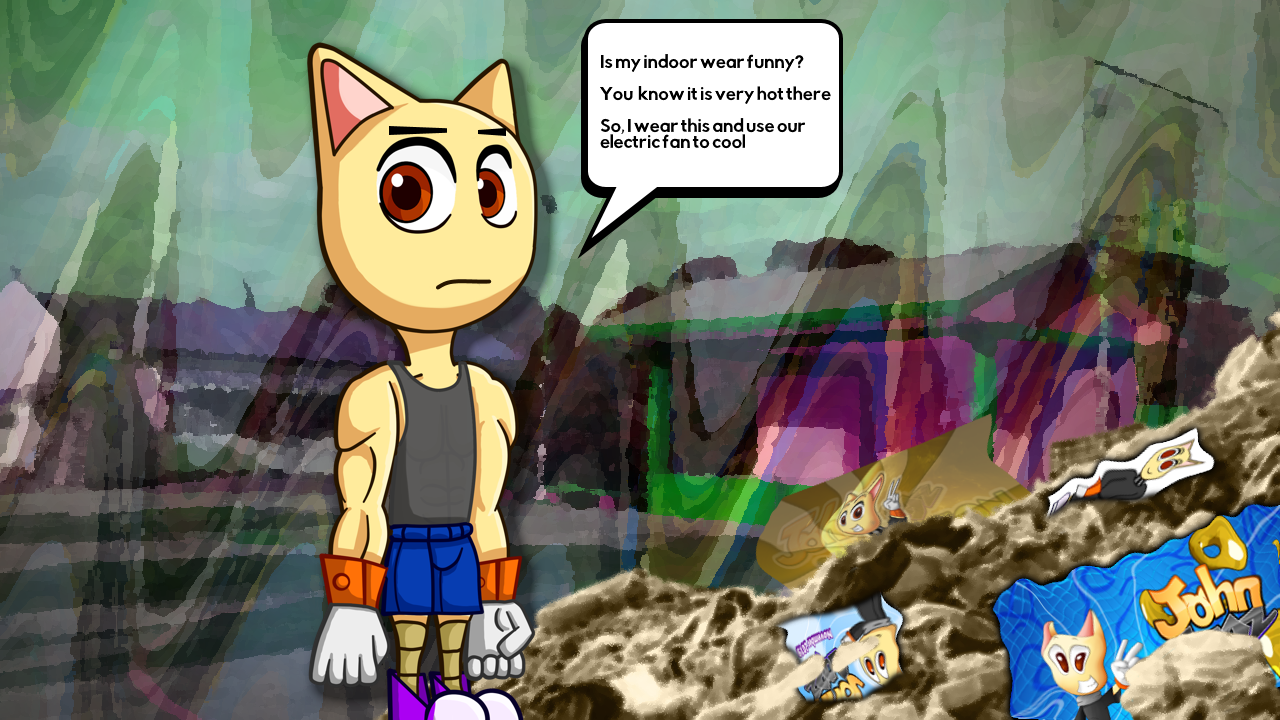 Is my indoor wear funny?
You know it is very hot there
So, I wear this and use our
electric fan to cool
John